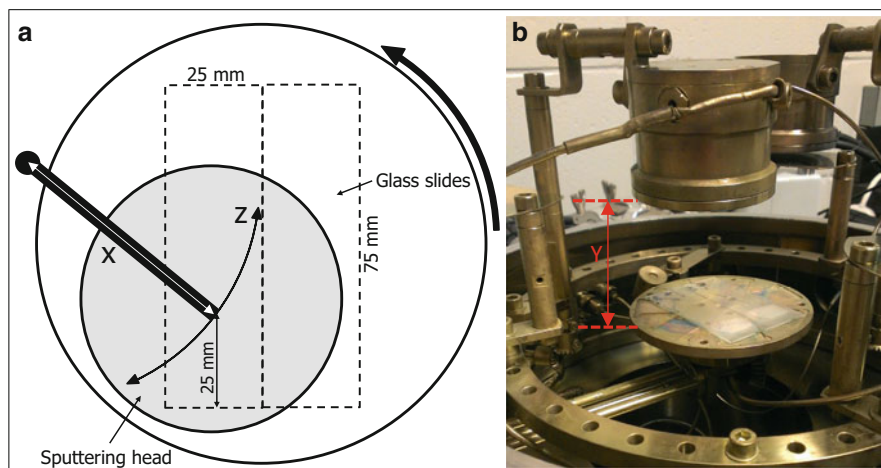 a
25 mm
Glass slides
Z
X
75 mm
25 mm
Sputtering head
b
Y